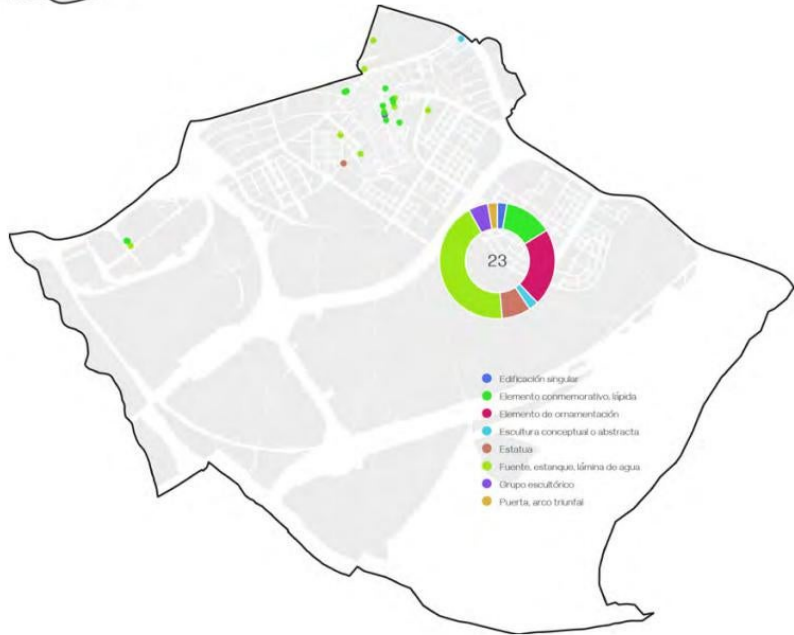 23
Edificación singular
Elemento conmemorativo, lápida
Elemento de ornamentación
Escultura conceptual o abstracta
Estatua
Fuente, estanque, lámina de agua
Grupo escultórico
Puerta, arco triunfal